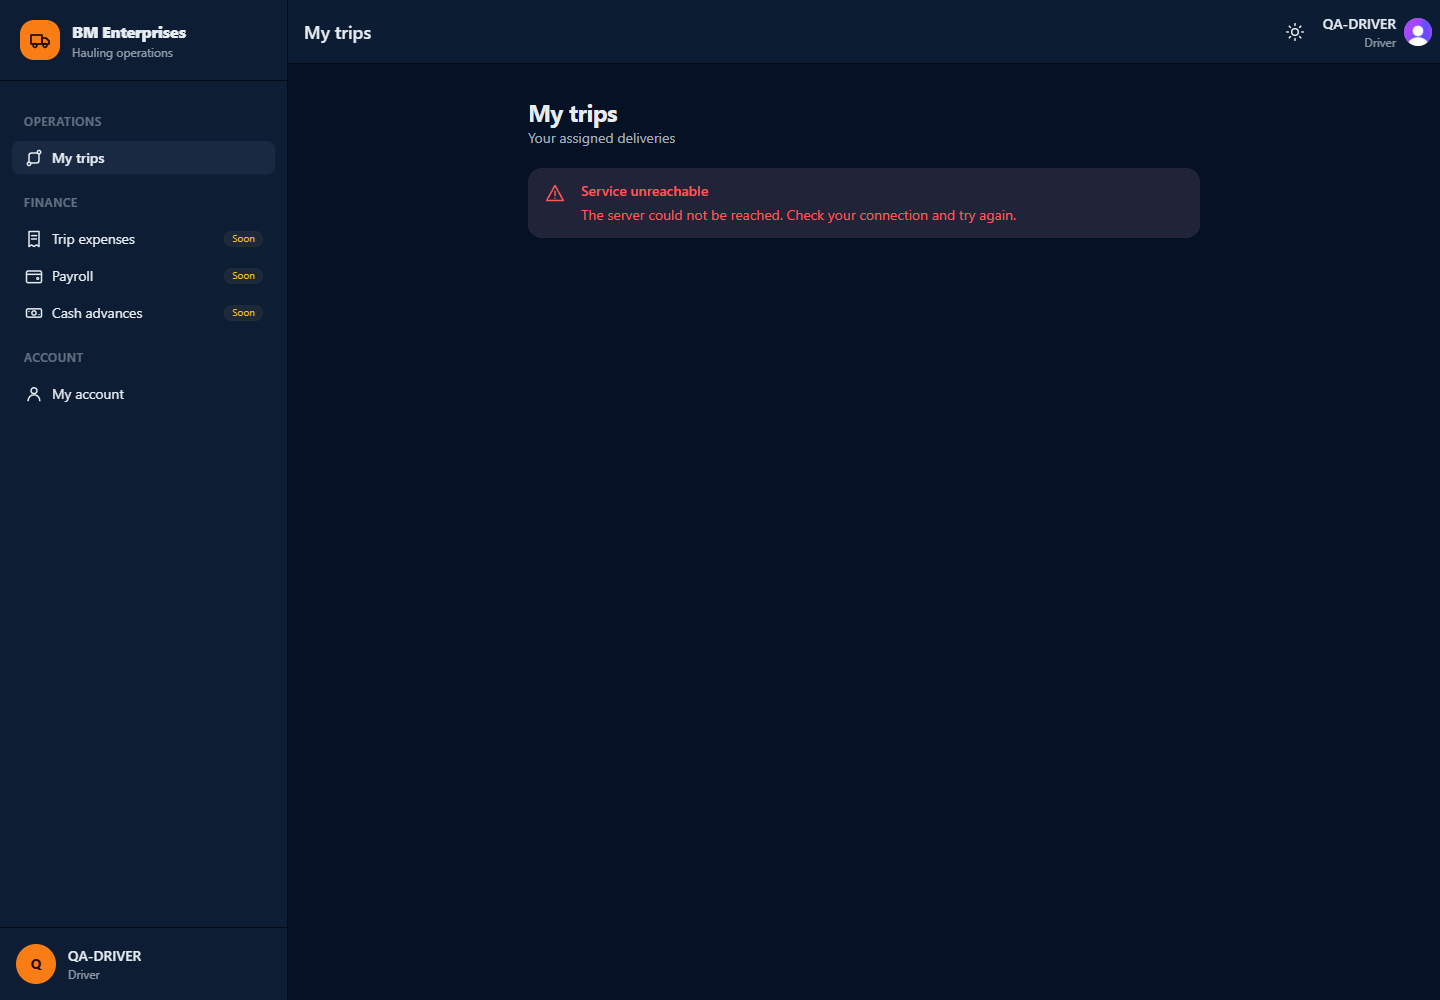 BM Enterprises
Hauling operations
OPERATIONS
My trips
FINANCE
Trip expenses Soon
Payroll Soon
Cash advances Soon
ACCOUNT
My account
Q
QA-DRIVER
Driver
My trips
QA-DRIVER
Driver
My trips
Your assigned deliveries
Service unreachable
The server could not be reached. Check your connection and try again.